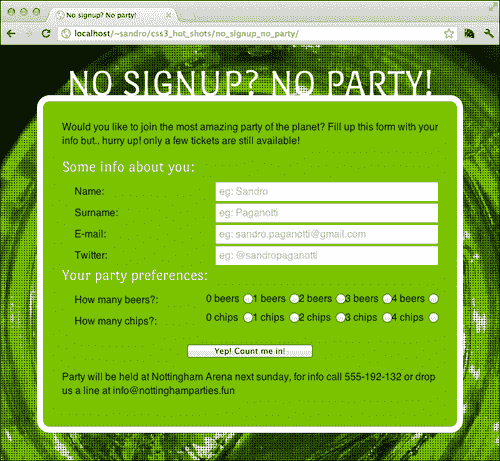 No signup? No party!
localhost/~sandro/css3_hot_shots/no_signup_no_party/
NO SIGNUP? NO PARTY!
Would you like to join the most amazing party of the planet? Fill up this form with your
info but.. hurry up! only a few tickets are still available!
Some info about you:
Name: eg: Sandro
Surname: eg: Paganotti
E-mail: eg: sandro.paganotti@gmail.com
Twitter: eg: @sandropaganotti
Your party preferences:
How many beers?: 0 beers 1 beers 2 beers 3 beers 4 beers
How many chips?: 0 chips 1 chips 2 chips 3 chips 4 chips
Yep! Count me in!
Party will be held at Nottingham Arena next sunday, for info call 555-192-132 or drop
us a line at info@nottinghamparties.fun